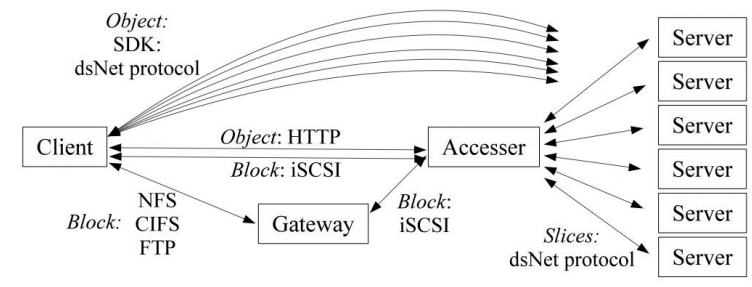 Object:
SDK:
dsNet protocol
Server
Server
Server
Server
Server
Server
Client
Object: HTTP
Block: iSCSI
Accesser
Block:
NFS
CIFS
FTP
Gateway
Block:
iSCSI
Slices:
dsNet protocol